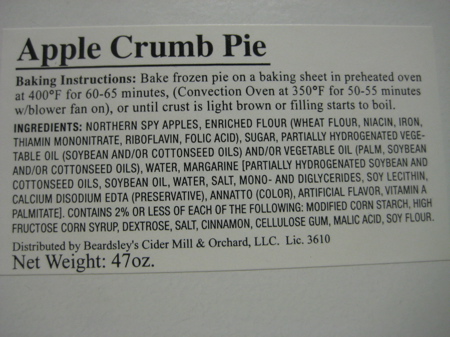 Apple Crumb Pie
Baking Instructions: Bake frozen pie on a baking sheet in preheated oven
at 400°F for 60-65 minutes, (Convection Oven at 350°F for 50-55 minutes
w/blower fan on), or until crust is light brown or filling starts to boil.
INGREDIENTS: NORTHERN SPY APPLES, ENRICHED FLOUR (WHEAT FLOUR, NIACIN, IRON,
THIAMIN MONONITRATE, RIBOFLAVIN, FOLIC ACID), SUGAR, PARTIALLY HYDROGENATED VEGE-
TABLE OIL (SOYBEAN AND/OR COTTONSEED OILS) AND/OR VEGETABLE OIL (PALM, SOYBEAN
AND/OR COTTONSEED OILS), WATER, MARGARINE [PARTIALLY HYDROGENATED SOYBEAN AND
COTTONSEED OILS, SOYBEAN OIL, WATER, SALT, MONO- AND DIGLYCERIDES, SOY LECITHIN,
CALCIUM DISODIUM EDTA (PRESERVATIVE), ANNATTO (COLOR), ARTIFICIAL FLAVOR, VITAMIN A
PALMITATE]. CONTAINS 2% OR LESS OF EACH OF THE FOLLOWING: MODIFIED CORN STARCH, HIGH
FRUCTOSE CORN SYRUP, DEXTROSE, SALT, CINNAMON, CELLULOSE GUM, MALIC ACID, SOY FLOUR.
Distributed by Beardsley's Cider Mill & Orchard, LLC. Lic. 3610
Net Weight: 47oz.